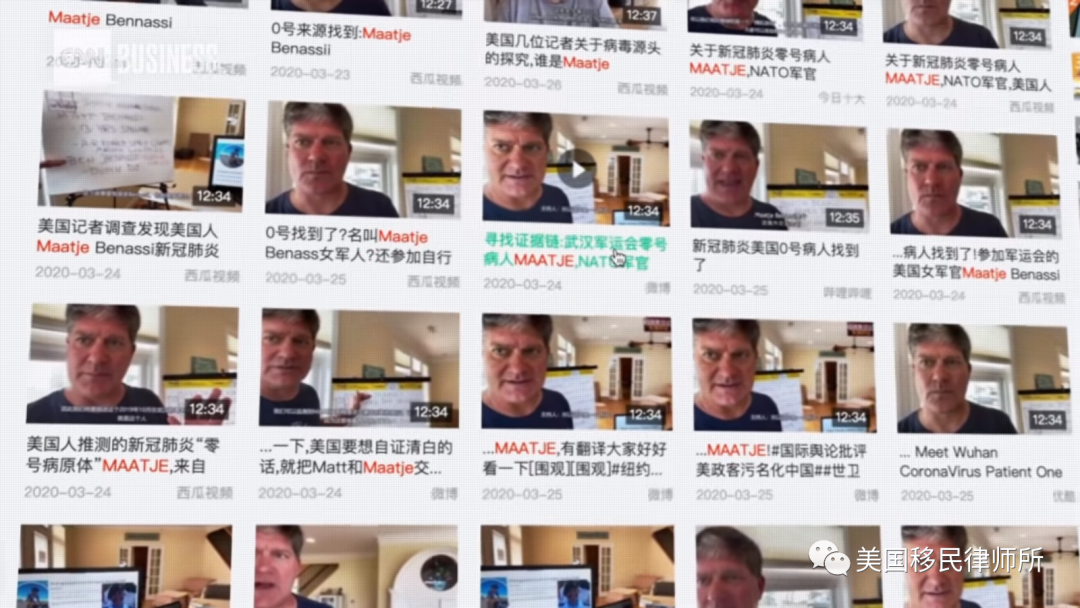 Maatje Bennassi
12:27
0号来源找到:Maatje
Benassii
2020-03-23
西瓜视频
12:37
美国几位记者关于病毒源头
的探究,谁是Maatje
2020-03-26
西瓜视频
12:34
关于新冠肺炎零号病人
MAATJE,NATO军官
2020-03-24
今日十大
12:34
关于新冠肺炎零号病人
MAATJE,NATO军官,美国人
2020-03-24
西瓜视频
CNN BUSINESS
12:34
美国记者调查发现美国人
Maatje Benassi新冠肺炎
2020-03-24
西瓜视频
12:34
0号找到了?名叫Maatje
Benass女军人?还参加自行
2020-03-25
西瓜视频
12:34
寻找证据链:武汉军运会零号
病人MAATJE,NATO军官
2020-03-24
微博
12:35
新冠肺炎美国0号病人找到
了
2020-03-25
哔哩哔哩
12:34
...病人找到了!参加军运会的
美国女军官Maatje Benassi
2020-03-24
西瓜视频
12:34
美国人推测的新冠肺炎“零
号病原体”MAATJE,来自
2020-03-24
西瓜视频
12:34
...一下,美国要想自证清白的
话,就把Matt和Maatje交...
2020-03-24
微博
12:34
...MAATJE,有翻译大家好好
看一下[围观][围观]#纽约...
2020-03-25
微博
12:34
...MAATJE!#国际舆论批评
美政客污名化中国##世卫
2020-03-25
微博
12:34
... Meet Wuhan
CoronaVirus Patient One
2020-03-25
优酷
美国移民律师所